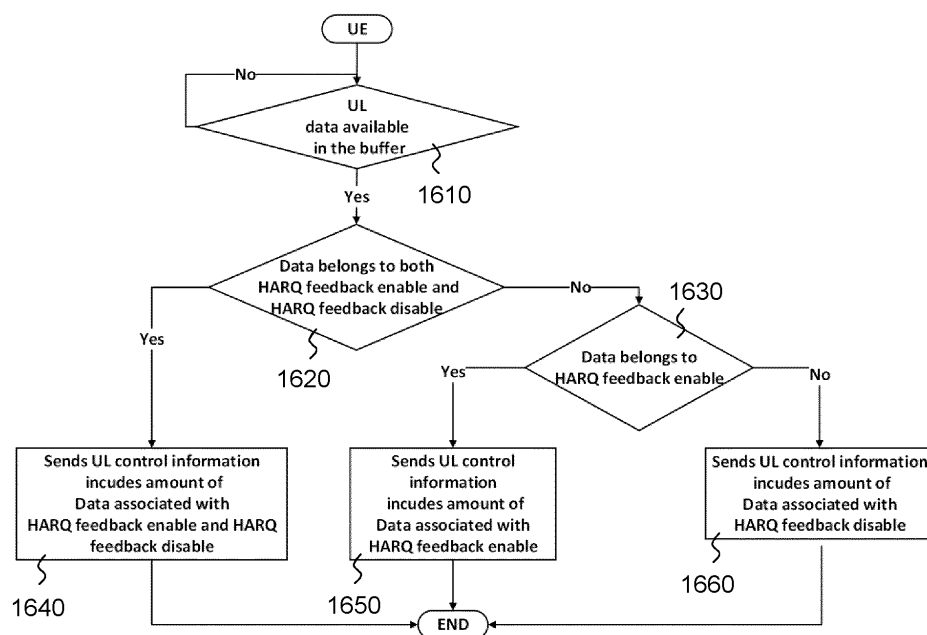 UE
No
UL
data available
in the buffer
1610
Yes
Data belongs to both
HARQ feedback enable and
HARQ feedback disable
No
1630
Yes
1620
Data belongs to
HARQ feedback enable
Yes
No
Sends UL control information
incudes amount of
Data associated with
HARQ feedback enable and HARQ
feedback disable
Sends UL control
information
incudes amount of
Data associated with
HARQ feedback enable
Sends UL control information
incudes amount of
Data associated with
HARQ feedback disable
1640
1650
1660
END